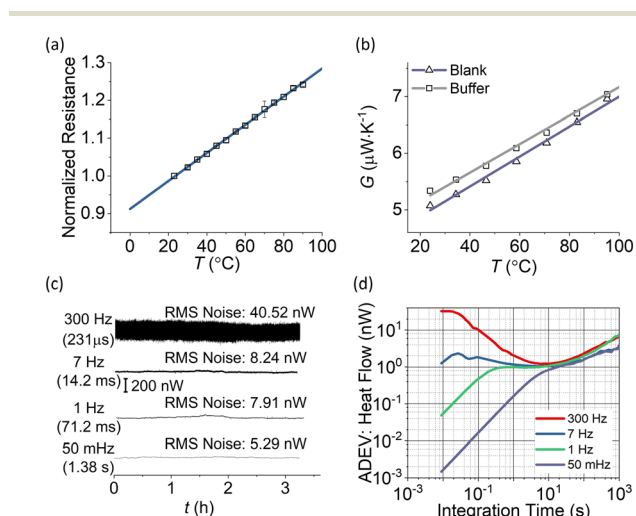 (a)
Normalized Resistance
1.3
1.2
1.1
1.0
0.9
0 20 40 60 80 100
T (°C)
(b)
Blank
Buffer
G (μW·K⁻¹)
7
6
5
20 40 60 80 100
T (°C)
(c)
300 Hz
(231μs)
RMS Noise: 40.52 nW
7 Hz
(14.2 ms)
RMS Noise: 8.24 nW
200 nW
1 Hz
(71.2 ms)
RMS Noise: 7.91 nW
50 mHz
(1.38 s)
RMS Noise: 5.29 nW
0 1 2 3
t (h)
(d)
ADEV: Heat Flow (nW)
10¹
10⁰
10⁻¹
10⁻²
10⁻³
300 Hz
7 Hz
1 Hz
50 mHz
10⁻³ 10⁻¹ 10¹ 10³
Integration Time (s)